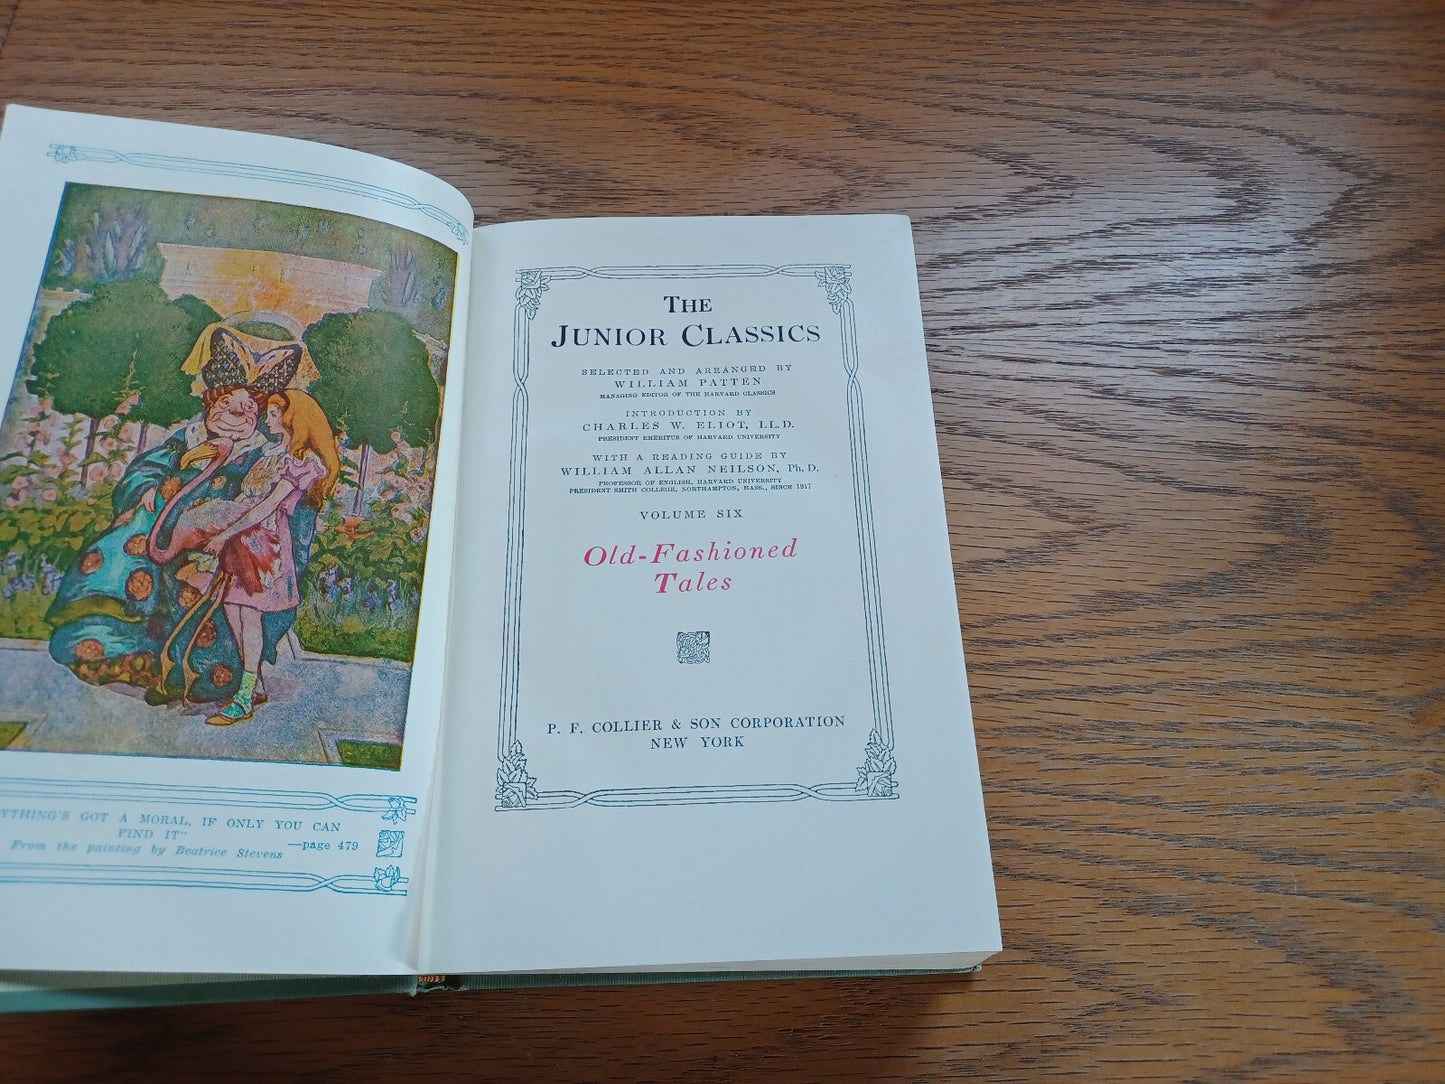 YTHING'S GOT A MORAL, IF ONLY YOU CAN
FIND IT"
—page 479
From the painting by Beatrice Stevens
THE
JUNIOR CLASSICS
SELECTED AND ARRANGED BY
WILLIAM PATTEN
MANAGING EDITOR OF THE HARVARD CLASSICS
INTRODUCTION BY
CHARLES W. ELIOT, LL.D.
PRESIDENT EMERITUS OF HARVARD UNIVERSITY
WITH A READING GUIDE BY
WILLIAM ALLAN NEILSON, Ph.D.
PROFESSOR OF ENGLISH, HARVARD UNIVERSITY
PRESIDENT SMITH COLLEGE, NORTHAMPTON, MASS., SINCE 1917
VOLUME SIX
Old-Fashioned
Tales
P. F. COLLIER & SON CORPORATION
NEW YORK